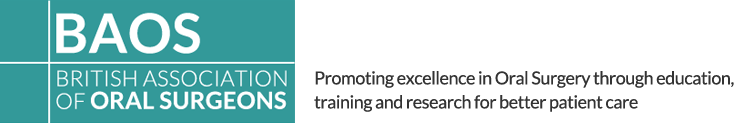 BAOS
BRITISH ASSOCIATION
OF ORAL SURGEONS
Promoting excellence in Oral Surgery through education,
training and research for better patient care